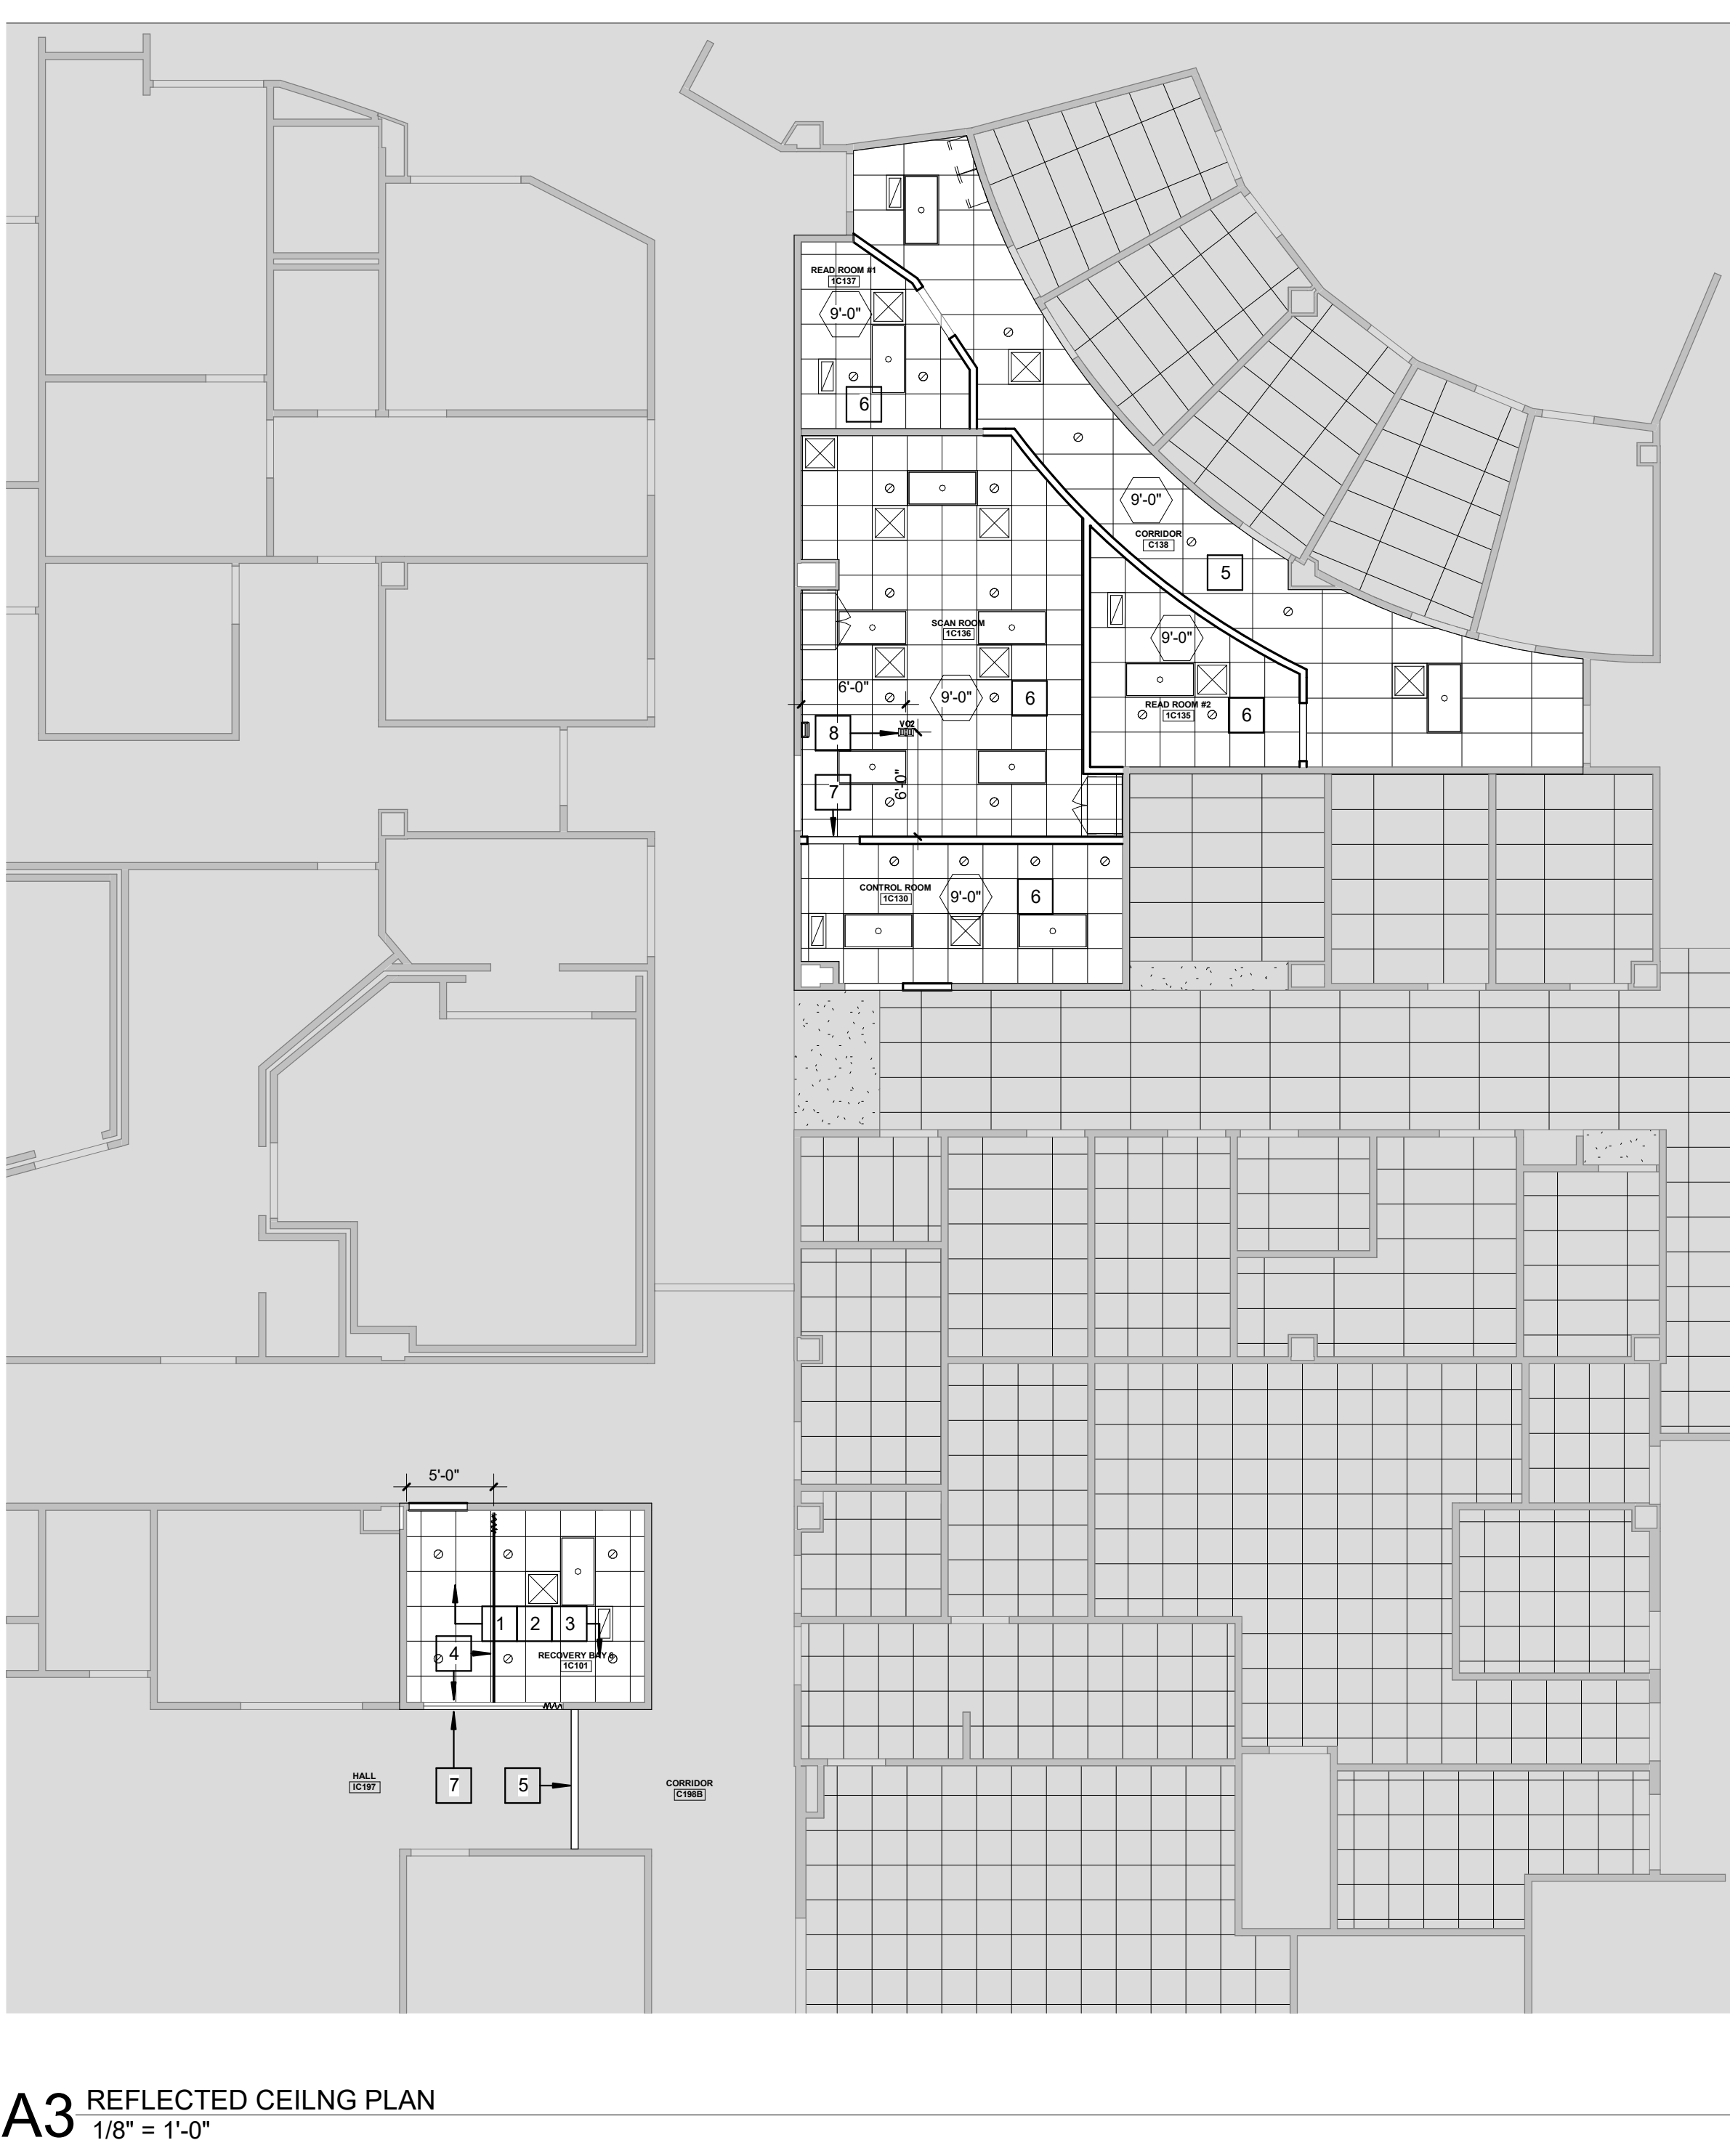 READ ROOM #1
1C137
9'-0"
6
9'-0"
CORRIDOR
C138
5
SCAN ROOM
1C136
9'-0"
6'-0"
9'-0"
6
READ ROOM #2
1C135
6
VC2
8
6'-0"
7
CONTROL ROOM
1C130
9'-0"
6
5'-0"
1
2
3
4
RECOVERY BAY 6
1C101
HALL
IC197
7
5
CORRIDOR
C198B
A3
REFLECTED CEILNG PLAN
1/8" = 1'-0"